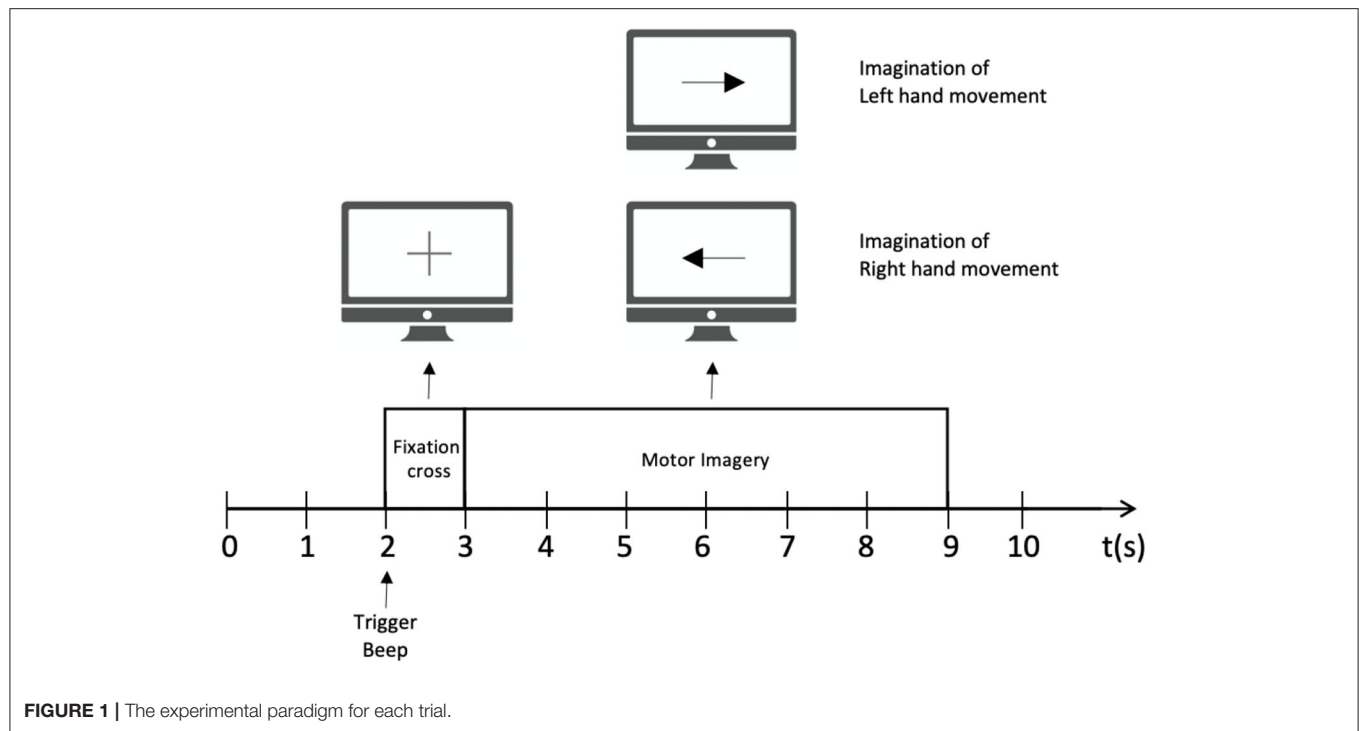 Imagination of
Left hand movement
Imagination of
Right hand movement
Fixation
cross
Motor Imagery
0 1 2 3 4 5 6 7 8 9 10 t(s)
Trigger
Beep
FIGURE 1 | The experimental paradigm for each trial.